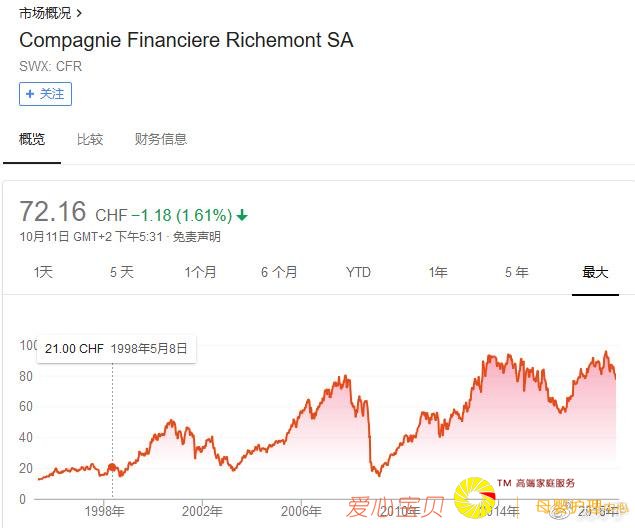 市场概况 >
Compagnie Financiere Richemont SA
SWX: CFR
+ 关注
概览 比较 财务信息
72.16 CHF −1.18 (1.61%) ↓
10月11日 GMT+2 下午5:31 · 免责声明
1天 5 天 1个月 6 个月 YTD 1年 5 年 最大
21.00 CHF 1998年5月8日
100
80
60
40
20
0
1998年 2002年 2006年 2010年 2014年 2018年
爱心宝贝 TM 高端家庭服务
母婴护理